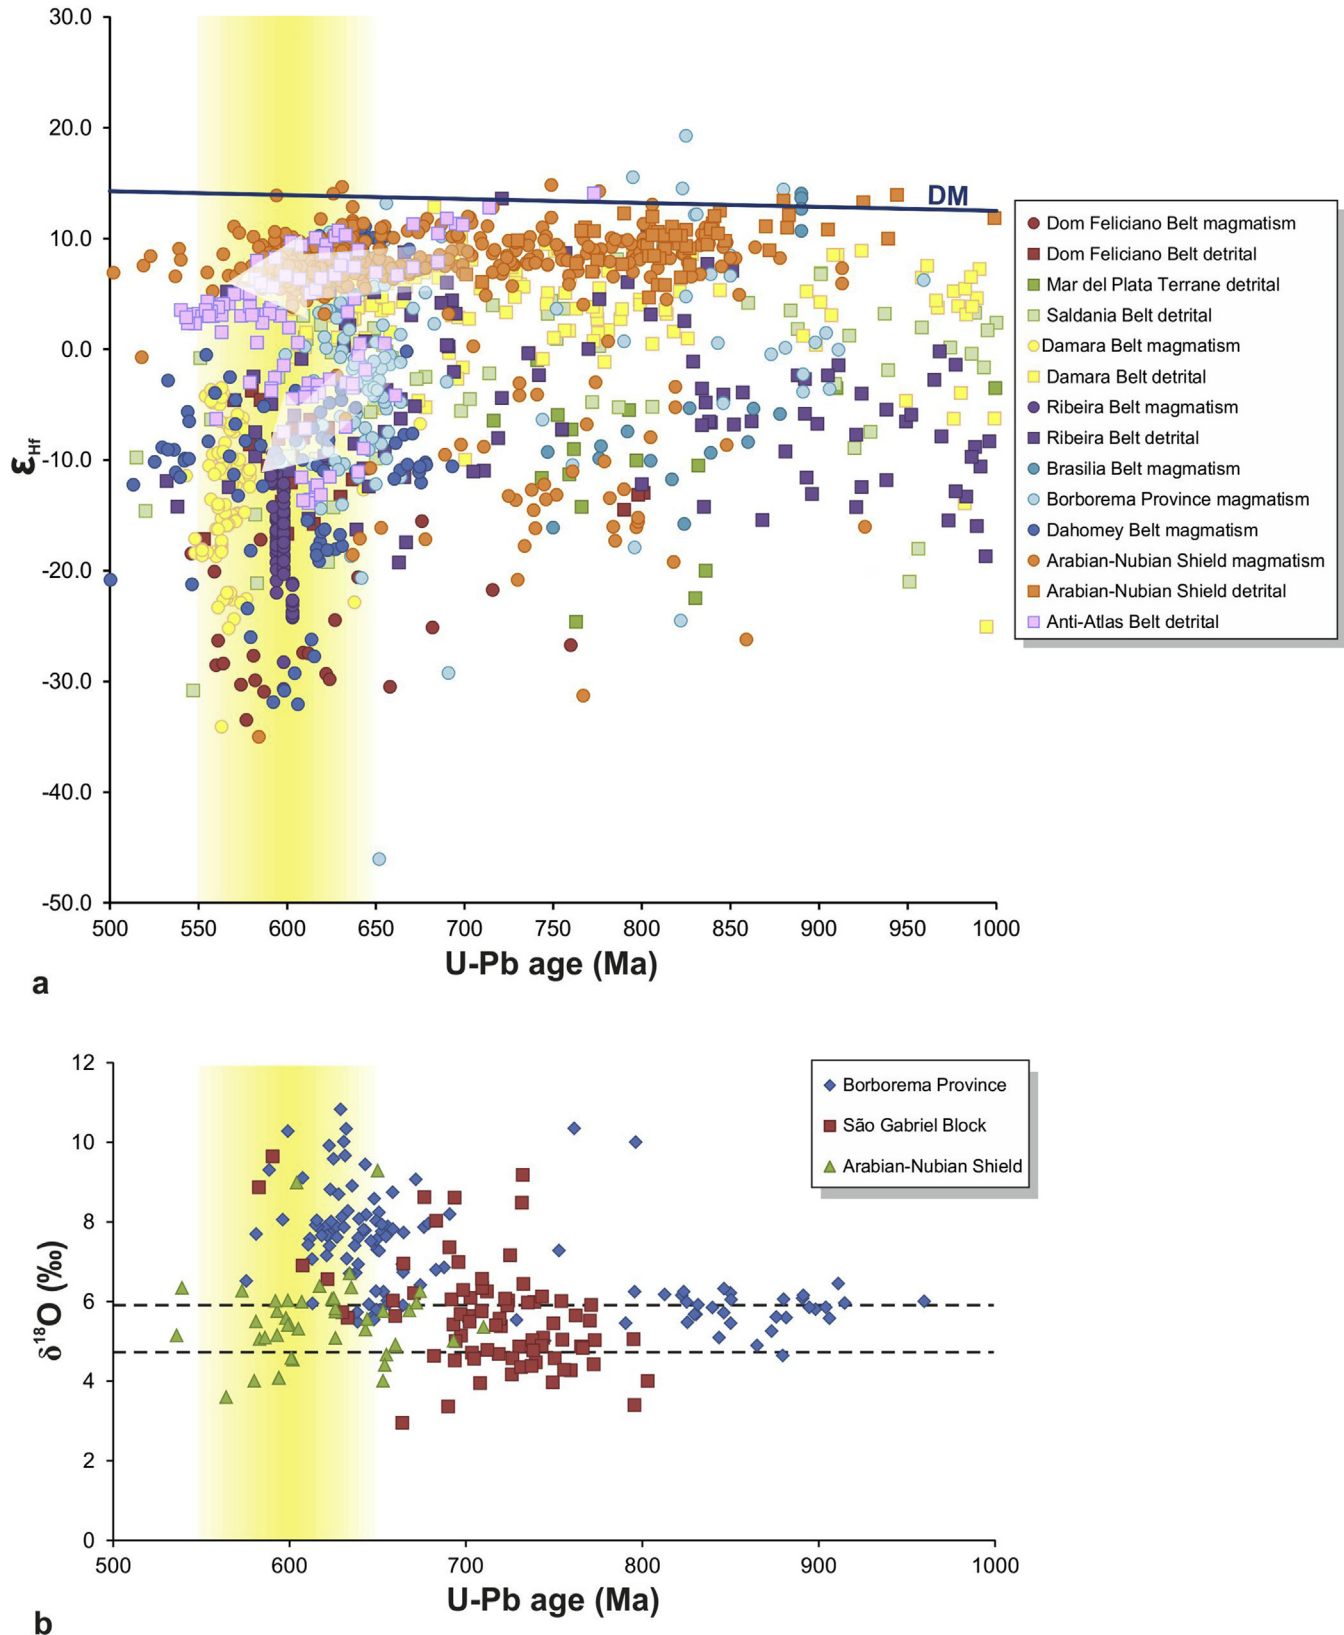 30.0
20.0
10.0
0.0
-10.0
-20.0
-30.0
-40.0
-50.0
εHf
DM
500 550 600 650 700 750 800 850 900 950 1000
U-Pb age (Ma)
a
Dom Feliciano Belt magmatism
Dom Feliciano Belt detrital
Mar del Plata Terrane detrital
Saldania Belt detrital
Damara Belt magmatism
Damara Belt detrital
Ribeira Belt magmatism
Ribeira Belt detrital
Brasilia Belt magmatism
Borborema Province magmatism
Dahomey Belt magmatism
Arabian-Nubian Shield magmatism
Arabian-Nubian Shield detrital
Anti-Atlas Belt detrital
12
10
8
6
4
2
0
δ18O (‰)
500 600 700 800 900 1000
U-Pb age (Ma)
b
Borborema Province
São Gabriel Block
Arabian-Nubian Shield